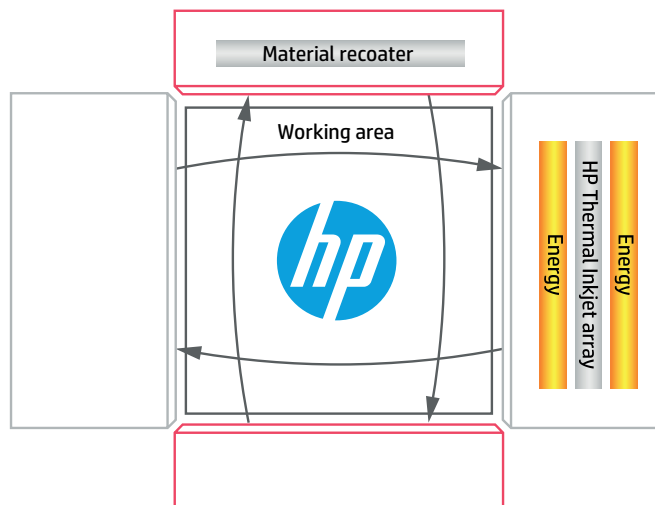 Material recoater
Working area
hp
Energy
HP Thermal Inkjet array
Energy